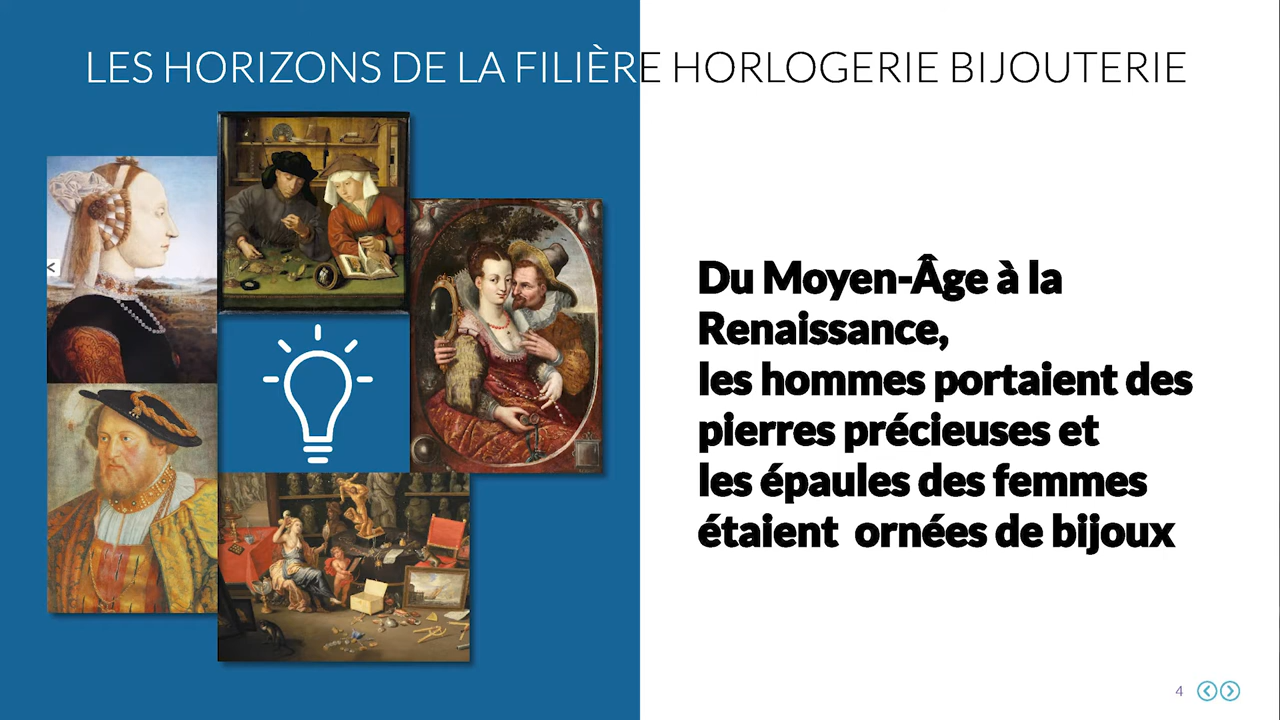 LES HORIZONS DE LA FILIÈRE HORLOGERIE BIJOUTERIE
Du Moyen-Âge à la
Renaissance,
les hommes portaient des
pierres précieuses et
les épaules des femmes
étaient  ornées de bijoux
4